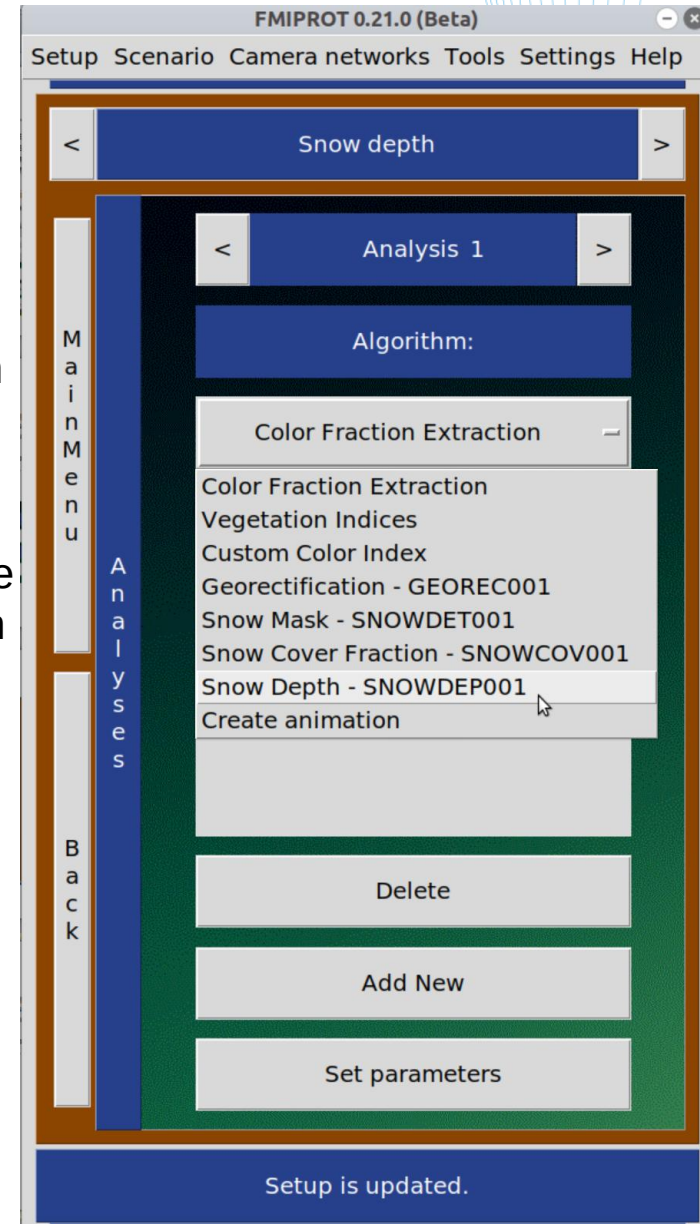 FMIPROT 0.21.0 (Beta)
Setup Scenario Camera networks Tools Settings Help
< Snow depth >
Main Menu
Analyses
< Analysis 1 >
Algorithm:
Color Fraction Extraction
Color Fraction Extraction
Vegetation Indices
Custom Color Index
Georectification - GEOREC001
Snow Mask - SNOWDET001
Snow Cover Fraction - SNOWCOV001
Snow Depth - SNOWDEP001
Create animation
Back
Delete
Add New
Set parameters
Setup is updated.